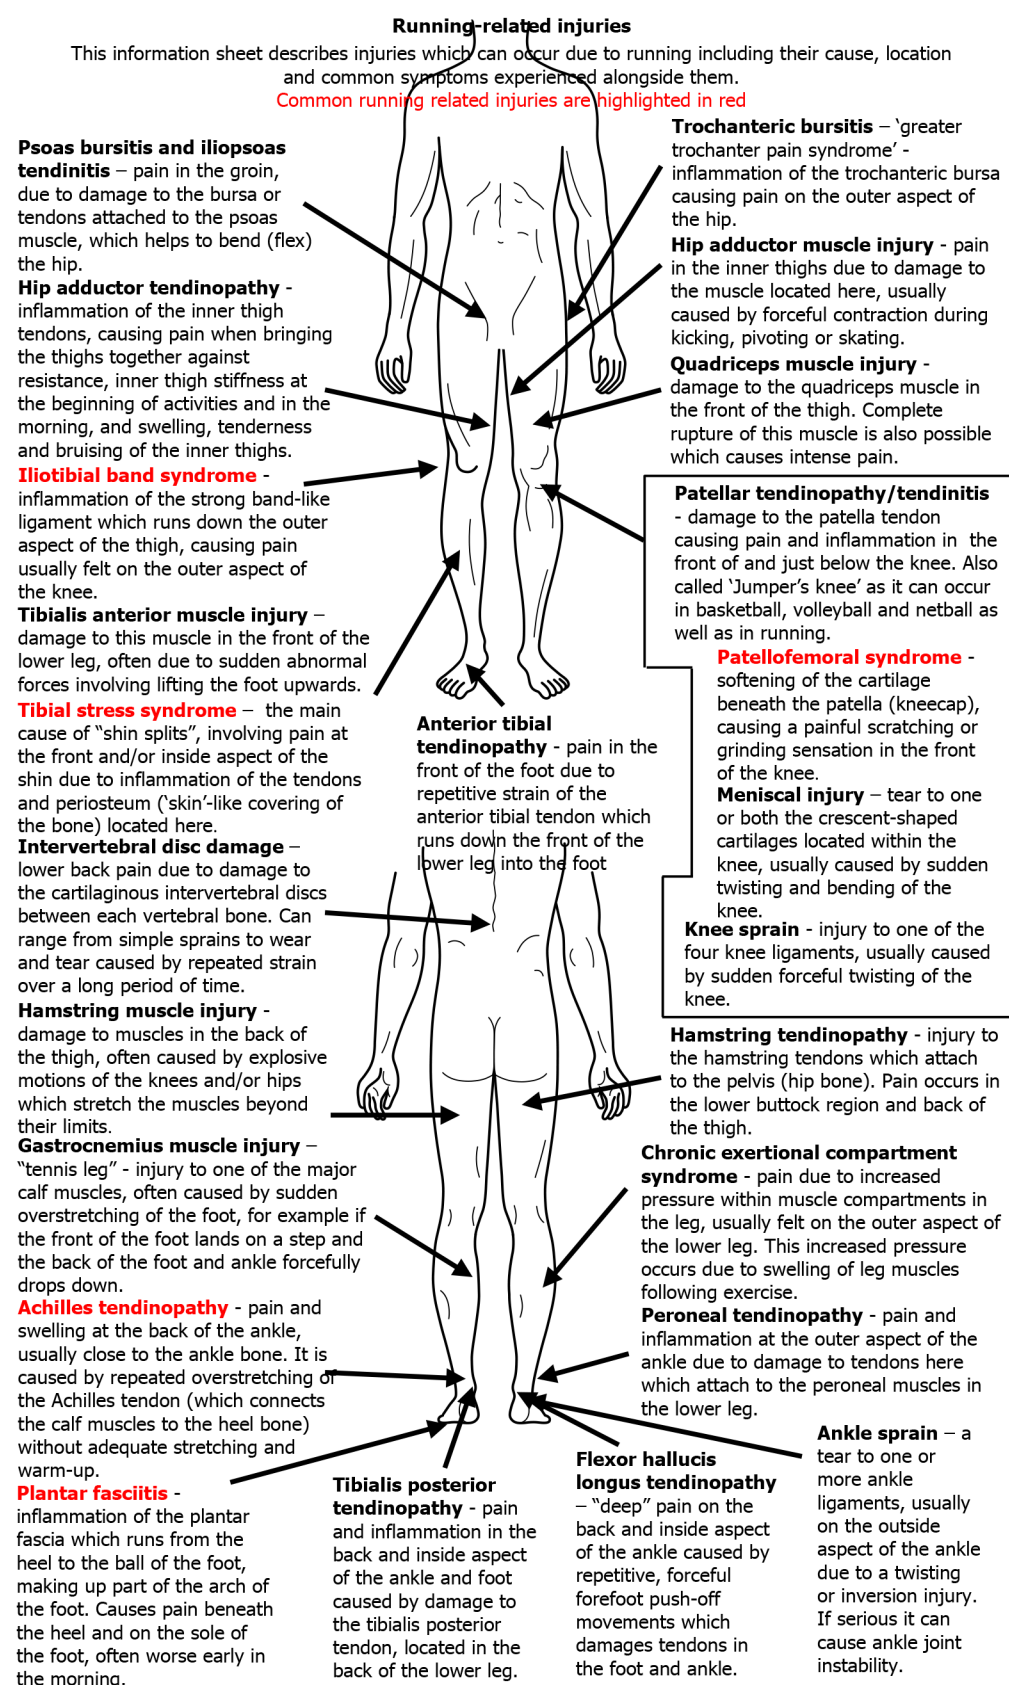 Running-related injuries
This information sheet describes injuries which can occur due to running including their cause, location
and common symptoms experienced alongside them.
Common running related injuries are highlighted in red
Psoas bursitis and iliopsoas
tendinitis – pain in the groin,
due to damage to the bursa or
tendons attached to the psoas
muscle, which helps to bend (flex)
the hip.
Hip adductor tendinopathy -
inflammation of the inner thigh
tendons, causing pain when bringing
the thighs together against
resistance, inner thigh stiffness at
the beginning of activities and in the
morning, and swelling, tenderness
and bruising of the inner thighs.
Iliotibial band syndrome -
inflammation of the strong band-like
ligament which runs down the outer
aspect of the thigh, causing pain
usually felt on the outer aspect of
the knee.
Tibialis anterior muscle injury –
damage to this muscle in the front of the
lower leg, often due to sudden abnormal
forces involving lifting the foot upwards.
Tibial stress syndrome – the main
cause of “shin splits”, involving pain at
the front and/or inside aspect of the
shin due to inflammation of the tendons
and periosteum (‘skin’-like covering of
the bone) located here.
Intervertebral disc damage –
lower back pain due to damage to
the cartilaginous intervertebral discs
between each vertebral bone. Can
range from simple sprains to wear
and tear caused by repeated strain
over a long period of time.
Hamstring muscle injury -
damage to muscles in the back of
the thigh, often caused by explosive
motions of the knees and/or hips
which stretch the muscles beyond
their limits.
Gastrocnemius muscle injury –
“tennis leg” - injury to one of the major
calf muscles, often caused by sudden
overstretching of the foot, for example if
the front of the foot lands on a step and
the back of the foot and ankle forcefully
drops down.
Achilles tendinopathy - pain and
swelling at the back of the ankle,
usually close to the ankle bone. It is
caused by repeated overstretching of
the Achilles tendon (which connects
the calf muscles to the heel bone)
without adequate stretching and
warm-up.
Plantar fasciitis -
inflammation of the plantar
fascia which runs from the
heel to the ball of the foot,
making up part of the arch of
the foot. Causes pain beneath
the heel and on the sole of
the foot, often worse early in
the morning.
Trochanteric bursitis – ‘greater
trochanter pain syndrome’ -
inflammation of the trochanteric bursa
causing pain on the outer aspect of
the hip.
Hip adductor muscle injury - pain
in the inner thighs due to damage to
the muscle located here, usually
caused by forceful contraction during
kicking, pivoting or skating.
Quadriceps muscle injury -
damage to the quadriceps muscle in
the front of the thigh. Complete
rupture of this muscle is also possible
which causes intense pain.
Patellar tendinopathy/tendinitis
- damage to the patella tendon
causing pain and inflammation in the
front of and just below the knee. Also
called ‘Jumper’s knee’ as it can occur
in basketball, volleyball and netball as
well as in running.
Patellofemoral syndrome -
softening of the cartilage
beneath the patella (kneecap),
causing a painful scratching or
grinding sensation in the front
of the knee.
Meniscal injury – tear to one
or both the crescent-shaped
cartilages located within the
knee, usually caused by sudden
twisting and bending of the
knee.
Knee sprain - injury to one of the
four knee ligaments, usually caused
by sudden forceful twisting of the
knee.
Anterior tibial
tendinopathy - pain in the
front of the foot due to
repetitive strain of the
anterior tibial tendon which
runs down the front of the
lower leg into the foot
Hamstring tendinopathy - injury to
the hamstring tendons which attach
to the pelvis (hip bone). Pain occurs in
the lower buttock region and back of
the thigh.
Chronic exertional compartment
syndrome - pain due to increased
pressure within muscle compartments in
the leg, usually felt on the outer aspect of
the lower leg. This increased pressure
occurs due to swelling of leg muscles
following exercise.
Peroneal tendinopathy - pain and
inflammation at the outer aspect of the
ankle due to damage to tendons here
which attach to the peroneal muscles in
the lower leg.
Tibialis posterior
tendinopathy - pain
and inflammation in the
back and inside aspect
of the ankle and foot
caused by damage to
the tibialis posterior
tendon, located in the
back of the lower leg.
Flexor hallucis
longus tendinopathy
– “deep” pain on the
back and inside aspect
of the ankle caused by
repetitive, forceful
forefoot push-off
movements which
damages tendons in
the foot and ankle.
Ankle sprain – a
tear to one or
more ankle
ligaments, usually
on the outside
aspect of the ankle
due to a twisting
or inversion injury.
If serious it can
cause ankle joint
instability.